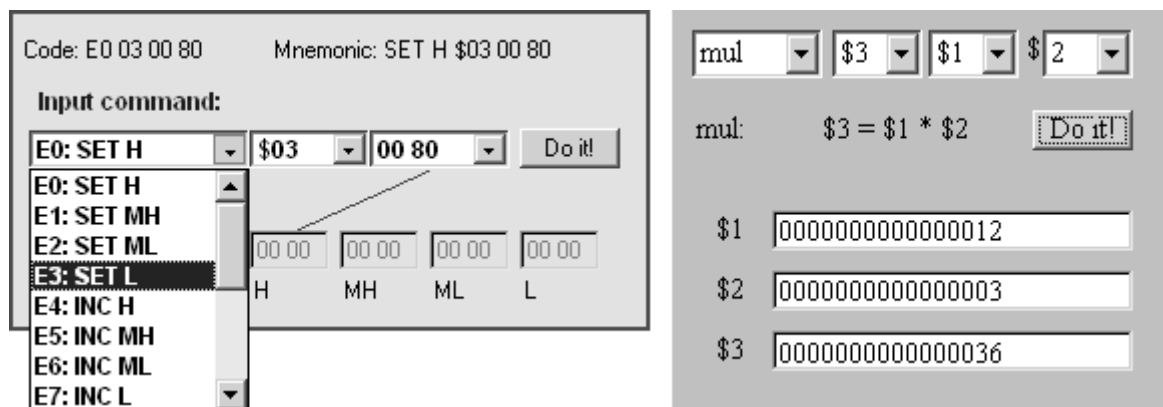 Code: E0 03 00 80 Mnemonic: SET H $03 00 80
Input command:
E0: SET H $03 00 80 Do it!
E0: SET H
E1: SET MH
E2: SET ML
E3: SET L
E4: INC H
E5: INC MH
E6: INC ML
E7: INC L
00 00 00 00 00 00 00 00
H MH ML L
mul $3 $1 $ 2
mul: $3 = $1 * $2 Do it!
$1 0000000000000012
$2 0000000000000003
$3 0000000000000036